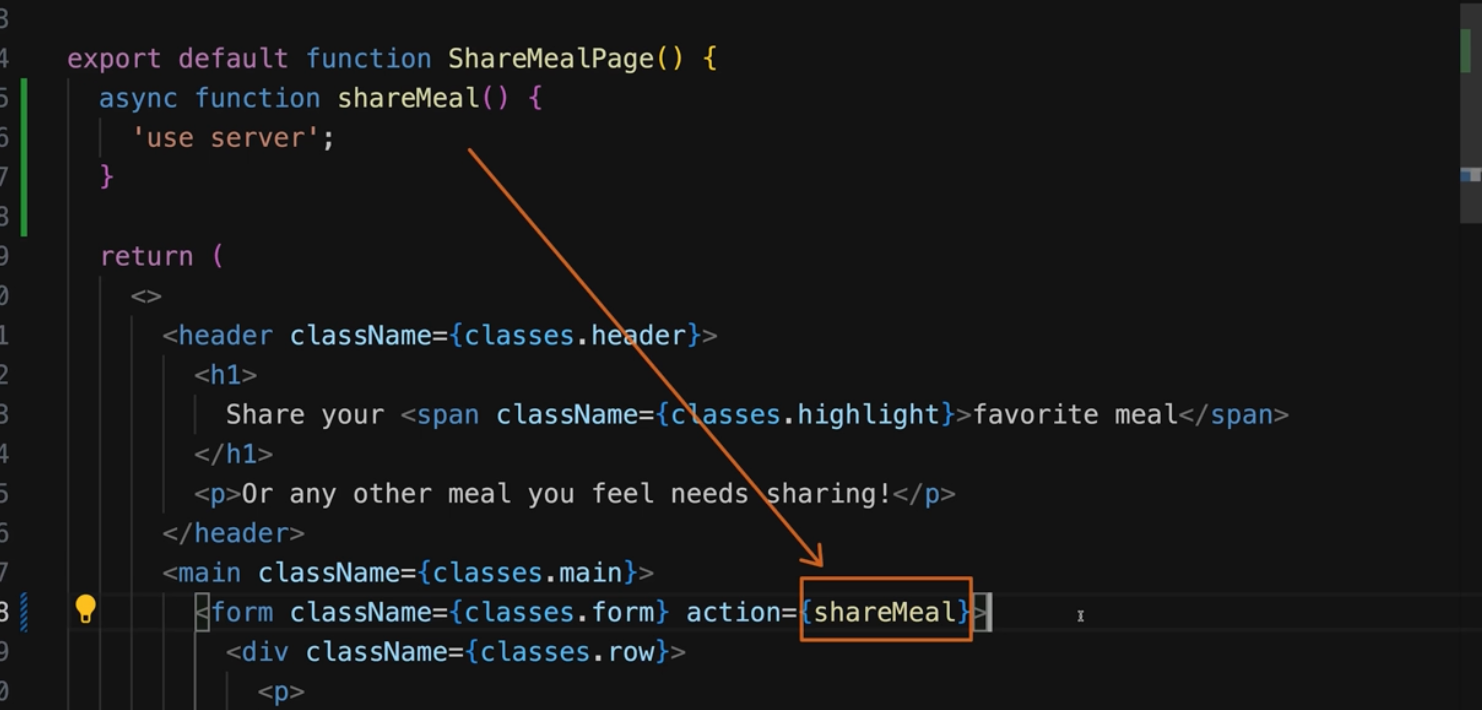 3
4 export default function ShareMealPage() {
5 async function shareMeal() {
6 'use server';
7 }
8
9 return (
0 <>
1 <header className={classes.header}>
2 <h1>
3 Share your <span className={classes.highlight}>favorite meal</span>
4 </h1>
5 <p>Or any other meal you feel needs sharing!</p>
6 </header>
7 <main className={classes.main}>
8 <form className={classes.form} action={shareMeal}>
9 <div className={classes.row}>
0 <p>